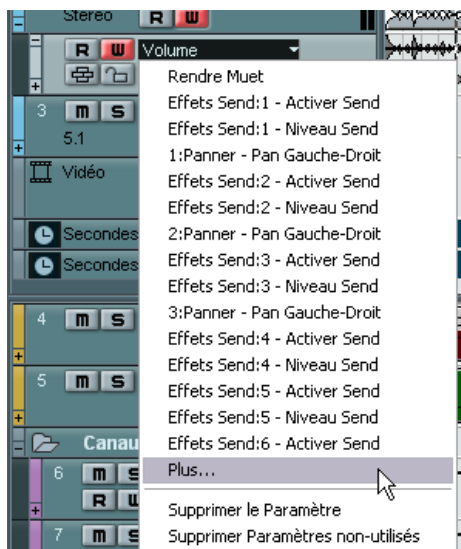 Stereo R W
R W Volume
Rendre Muet
Effets Send:1 - Activer Send
3 m S
Effets Send:1 - Niveau Send
5.1
1:Panner - Pan Gauche-Droit
Vidéo
Effets Send:2 - Activer Send
Effets Send:2 - Niveau Send
Secondes
2:Panner - Pan Gauche-Droit
Secondes
Effets Send:3 - Activer Send
Effets Send:3 - Niveau Send
3:Panner - Pan Gauche-Droit
4 m S
Effets Send:4 - Activer Send
Effets Send:4 - Niveau Send
5 m S
Effets Send:5 - Activer Send
Effets Send:5 - Niveau Send
Effets Send:6 - Activer Send
Canau
Plus...
6 m S
R
Supprimer le Paramètre
7 m S
Supprimer Paramètres non-utilisés